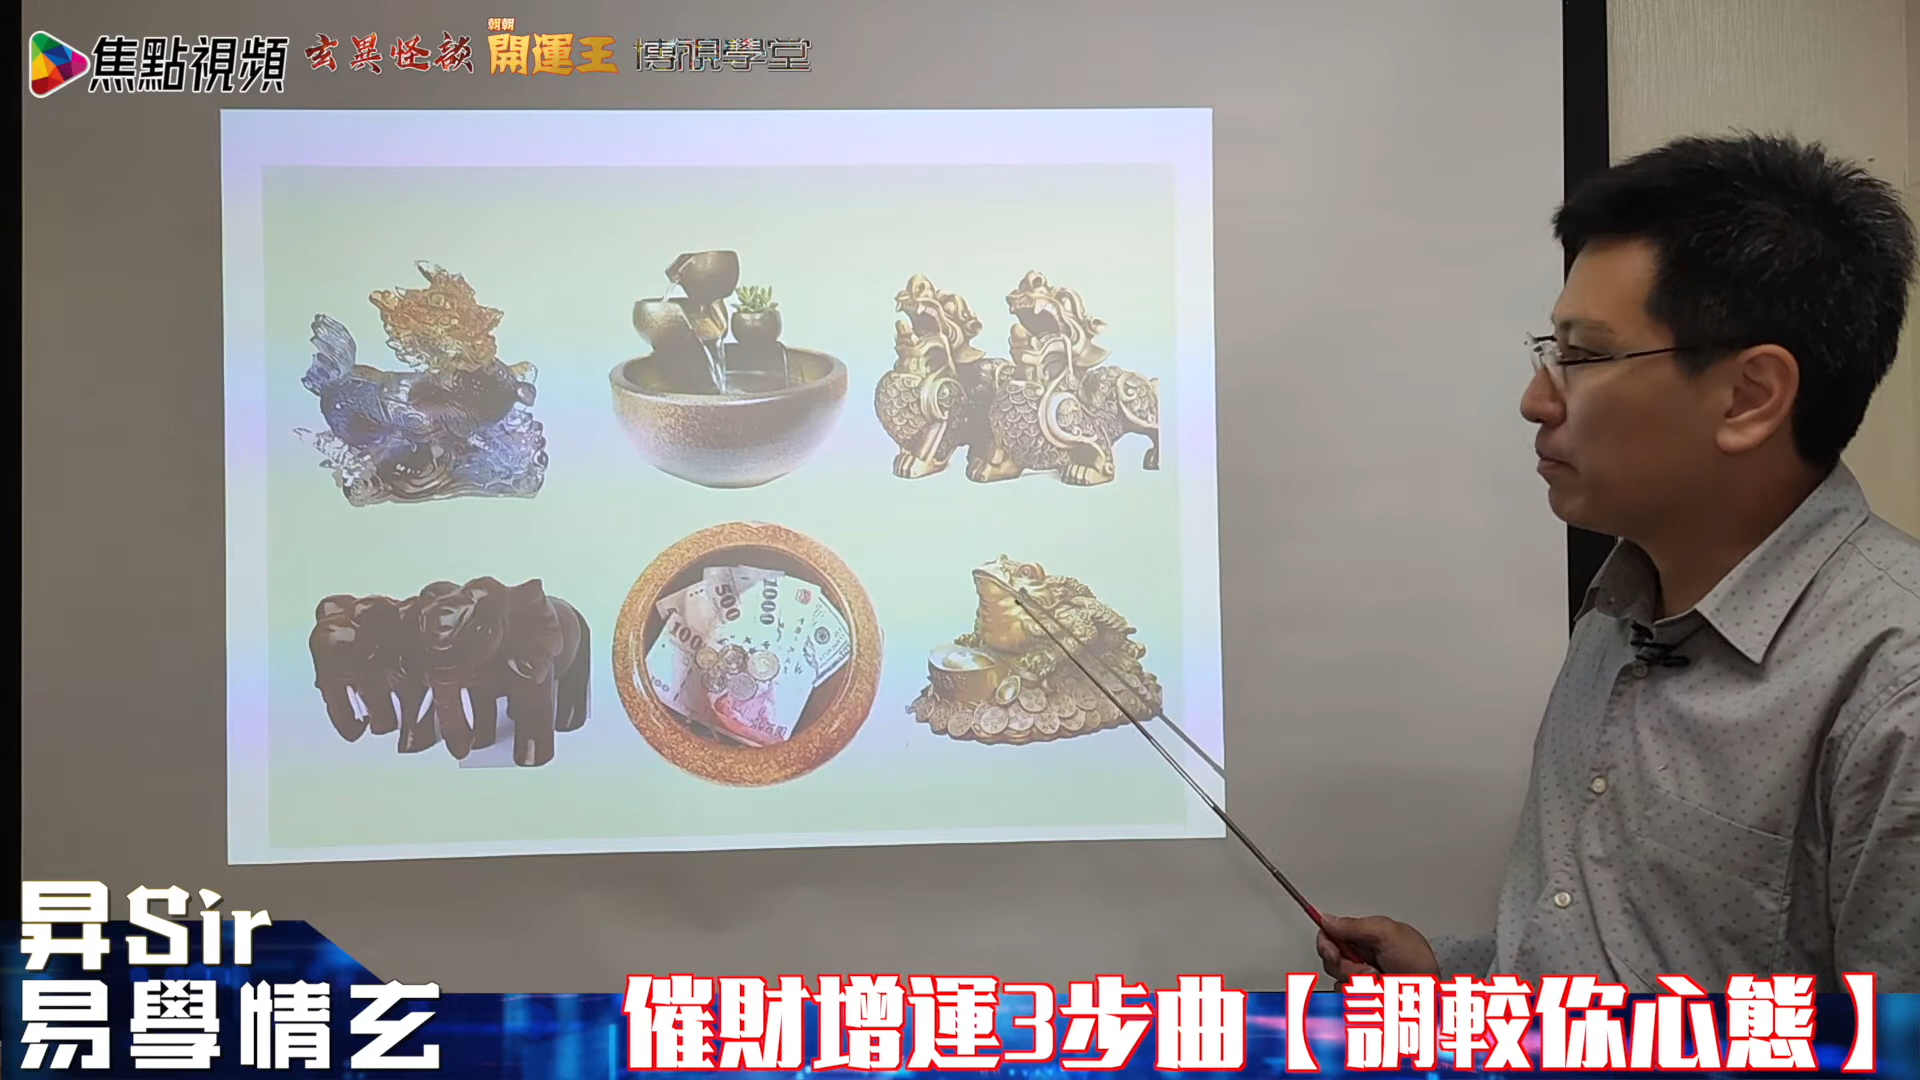 焦點視頻 玄異怪談 朝朝 開運王 博視學堂
500
1000
100
昇Sir
易學情玄
催財增運3步曲【調較你心態】